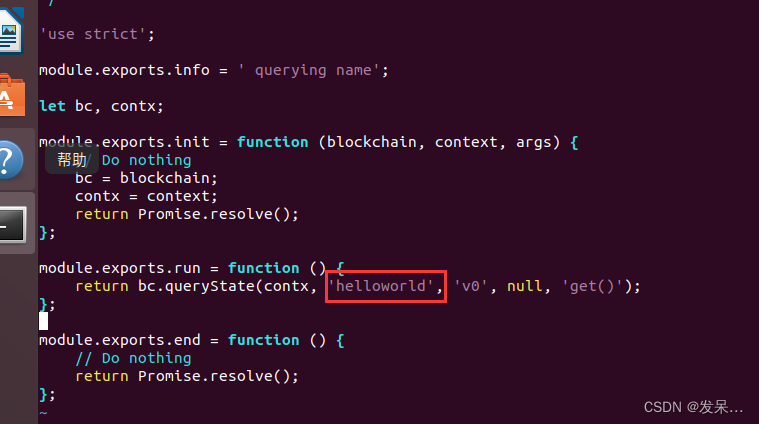 /
'use strict';
module.exports.info = ' querying name';
let bc, contx;
module.exports.init = function (blockchain, context, args) {
// Do nothing
帮助
bc = blockchain;
contx = context;
return Promise.resolve();
};
module.exports.run = function () {
return bc.queryState(contx, 'helloworld', 'v0', null, 'get()');
};
module.exports.end = function () {
// Do nothing
return Promise.resolve();
};
~
CSDN @发呆...